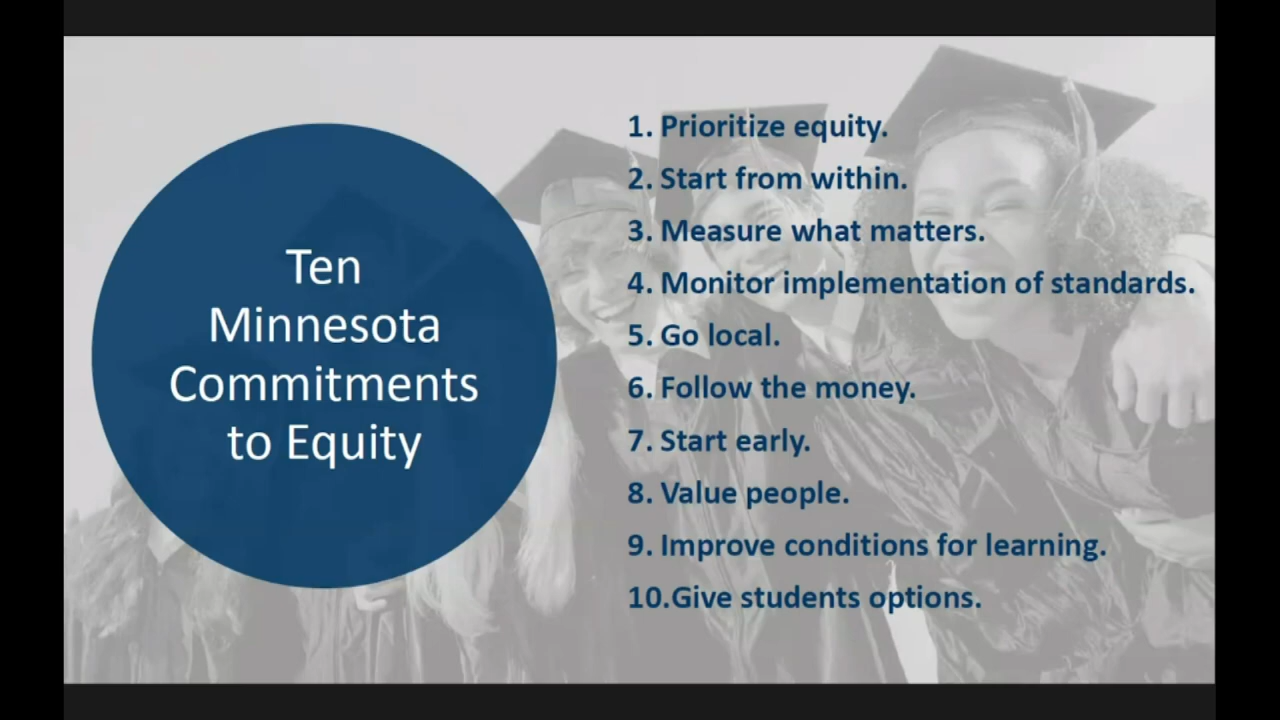 Ten
Minnesota
Commitments
to Equity
1. Prioritize equity.
2. Start from within.
3. Measure what matters.
4. Monitor implementation of standards.
5. Go local.
6. Follow the money.
7. Start early.
8. Value people.
9. Improve conditions for learning.
10.Give students options.